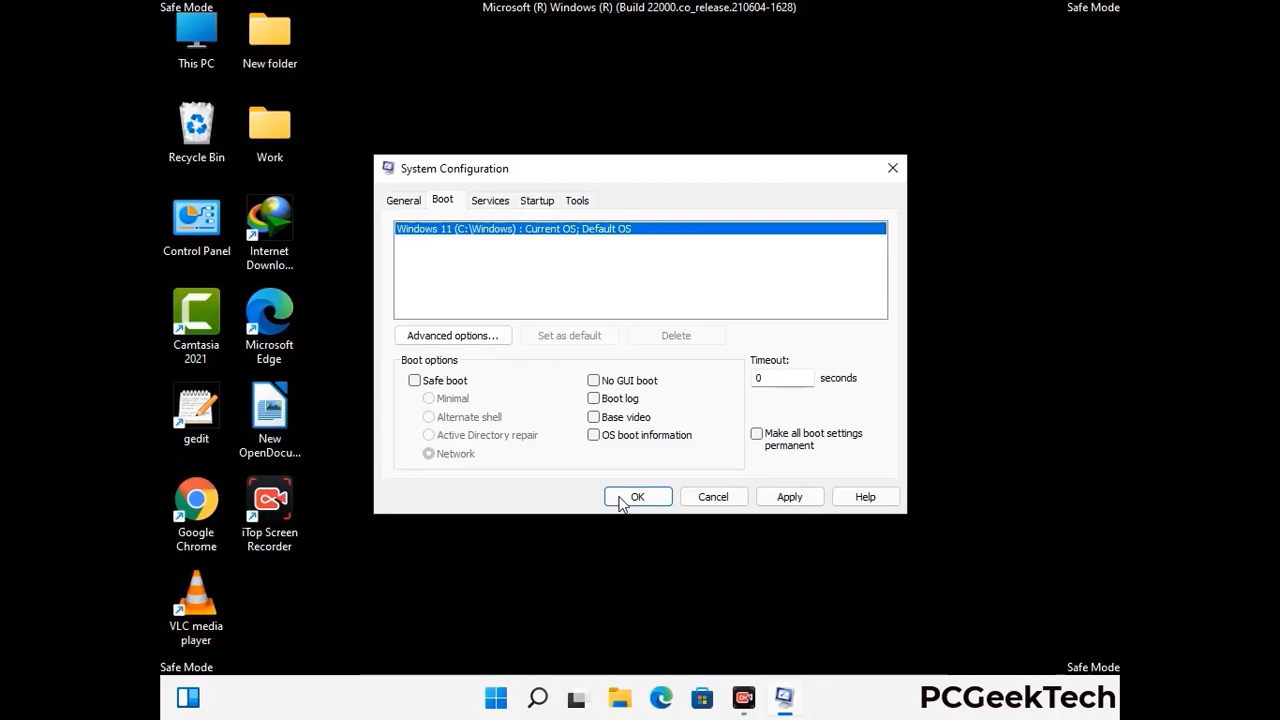 Safe Mode
Microsoft (R) Windows (R) (Build 22000.co_release.210604-1628)
Safe Mode
This PC
New folder
Recycle Bin
Work
Control Panel
Internet
Downlo...
Camtasia
2021
Microsoft
Edge
gedit
New
OpenDocu...
Google
Chrome
iTop Screen
Recorder
VLC media
player
System Configuration
General
Boot
Services
Startup
Tools
Windows 11 (C:\Windows) : Current OS; Default OS
Advanced options...
Set as default
Delete
Boot options
Safe boot
Minimal
Alternate shell
Active Directory repair
Network
No GUI boot
Boot log
Base video
OS boot information
Timeout:
0 seconds
Make all boot settings
permanent
OK
Cancel
Apply
Help
Safe Mode
Safe Mode
PCGeekTech